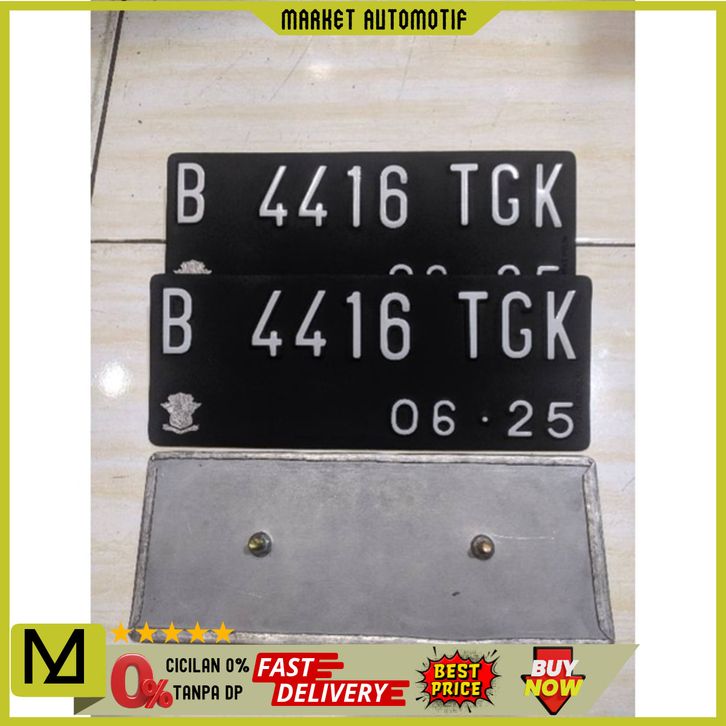 MARKET AUTOMOTIF
B 4416 TGK
B 4416 TGK
06 · 25
M
0%
CICILAN 0%
TANPA DP
FAST
DELIVERY
BEST
PRICE
BUY
NOW